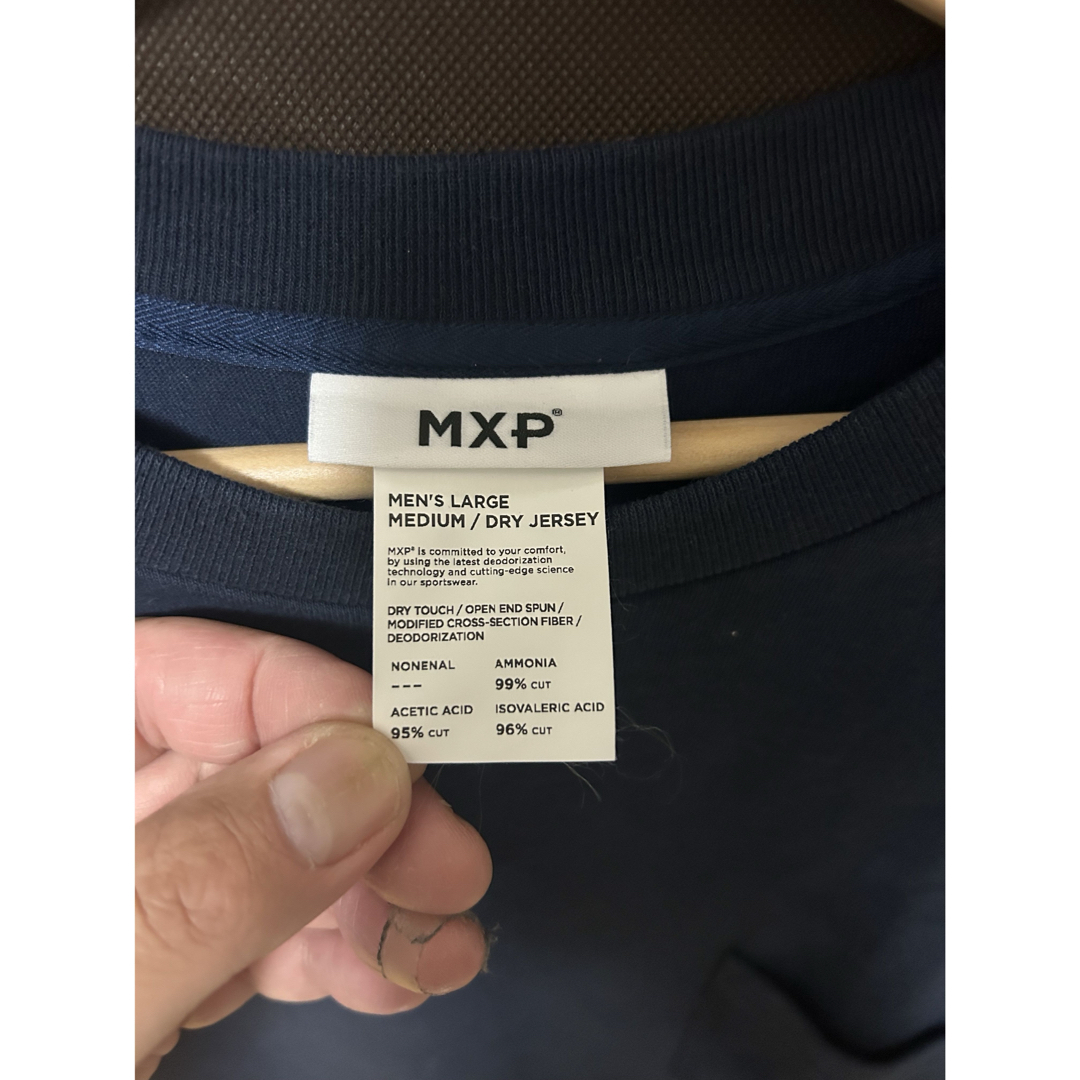 MXP®
MEN'S LARGE
MEDIUM / DRY JERSEY
MXP® is committed to your comfort,
by using the latest deodorization
technology and cutting-edge science
in our sportswear.
DRY TOUCH / OPEN END SPUN /
MODIFIED CROSS-SECTION FIBER /
DEODORIZATION
NONENAL AMMONIA
--- 99% CUT
ACETIC ACID ISOVALERIC ACID
95% CUT 96% CUT